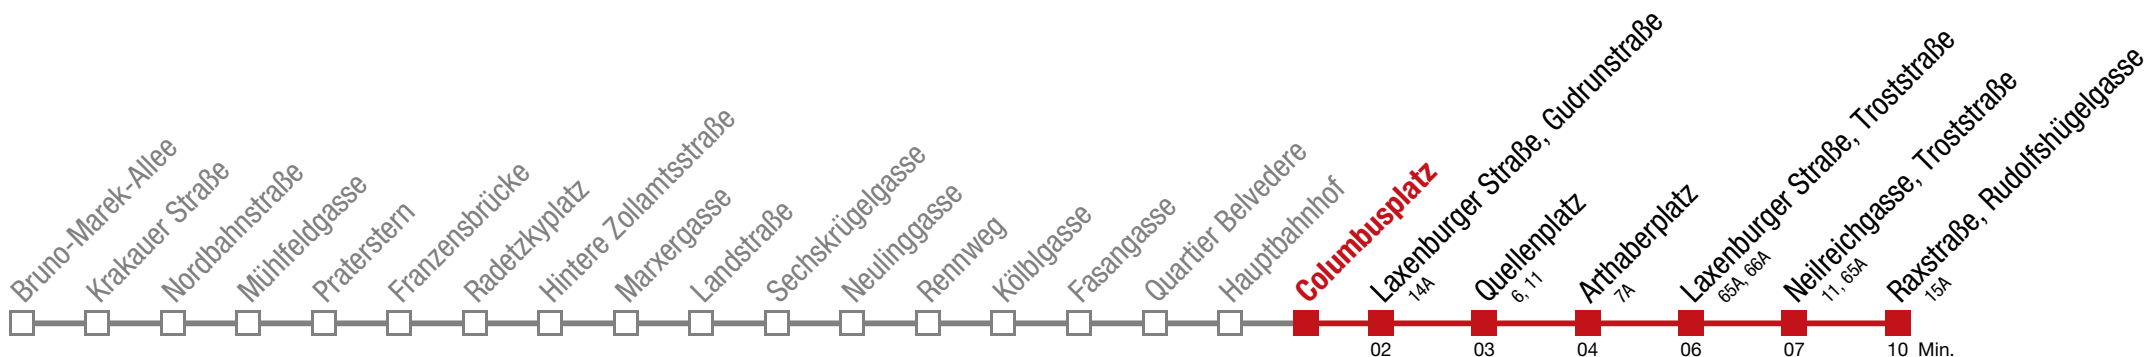 Bruno-Marek-Allee
Krakauer Straße
Nordbahnstraße
Mühlfeldgasse
Praterstern
Franzensbrücke
Radetzkyplatz
Hintere Zollamtsstraße
Marxergasse
Landstraße
Sechskrügelgasse
Neulinggasse
Rennweg
Kölblgasse
Fasangasse
Quartier Belvedere
Hauptbahnhof
Columbusplatz
Laxenburger Straße, Gudrunstraße
14A
Quellenplatz
6, 11
Arthaberplatz
7A
Laxenburger Straße, Troststraße
65A, 66A
Neilreichgasse, Troststraße
11, 65A
Raxstraße, Rudolfshügelgasse
15A
02 03 04 06 07 10 Min.